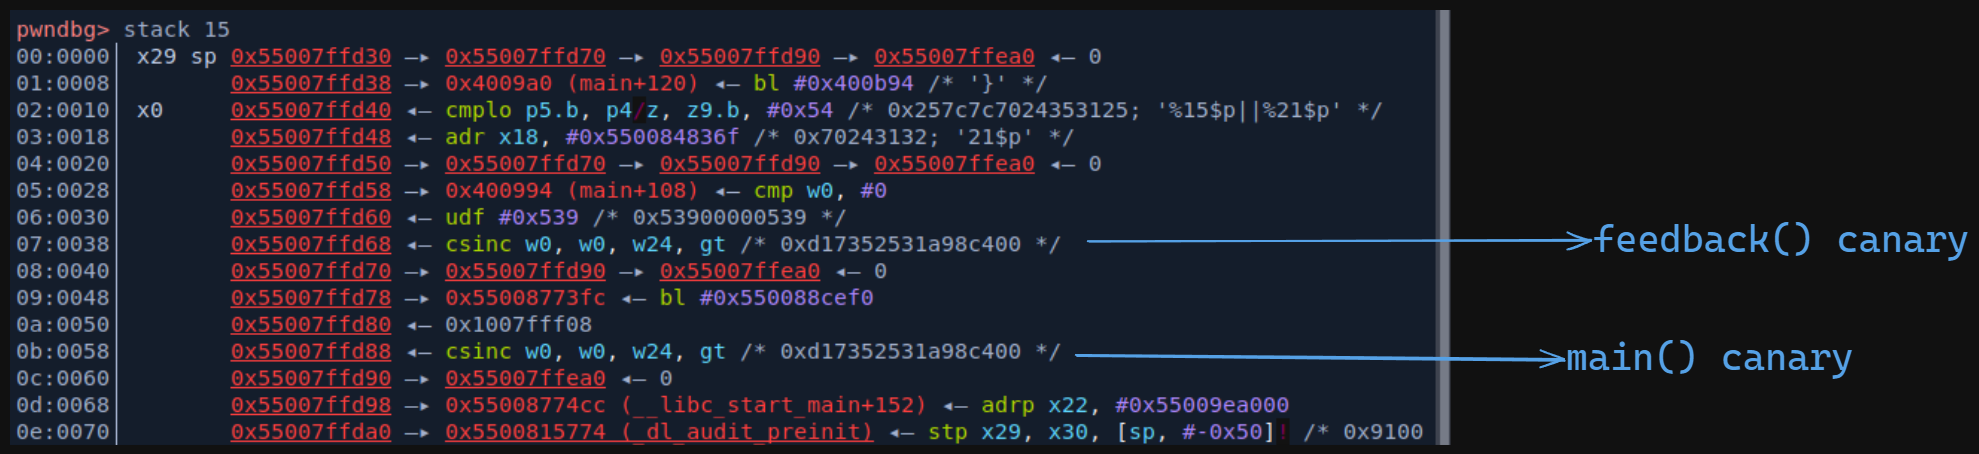 pwndbg> stack 15
00:0000│ x29 sp 0x55007ffd30 —▸ 0x55007ffd70 —▸ 0x55007ffd90 —▸ 0x55007ffea0 ◂— 0
01:0008│ 0x55007ffd38 —▸ 0x4009a0 (main+120) ◂— bl #0x400b94 /* '}' */
02:0010│ x0 0x55007ffd40 ◂— cmplo p5.b, p4/z, z9.b, #0x54 /* 0x257c7c7024353125; '%15$p||%21$p' */
03:0018│ 0x55007ffd48 ◂— adr x18, #0x550084836f /* 0x70243132; '21$p' */
04:0020│ 0x55007ffd50 —▸ 0x55007ffd70 —▸ 0x55007ffd90 —▸ 0x55007ffea0 ◂— 0
05:0028│ 0x55007ffd58 —▸ 0x400994 (main+108) ◂— cmp w0, #0
06:0030│ 0x55007ffd60 ◂— udf #0x539 /* 0x53900000539 */
07:0038│ 0x55007ffd68 ◂— csinc w0, w0, w24, gt /* 0xd17352531a98c400 */ feedback() canary
08:0040│ 0x55007ffd70 —▸ 0x55007ffd90 —▸ 0x55007ffea0 ◂— 0
09:0048│ 0x55007ffd78 —▸ 0x55008773fc ◂— bl #0x550088cef0
0a:0050│ 0x55007ffd80 ◂— 0x1007fff08
0b:0058│ 0x55007ffd88 ◂— csinc w0, w0, w24, gt /* 0xd17352531a98c400 */ main() canary
0c:0060│ 0x55007ffd90 —▸ 0x55007ffea0 ◂— 0
0d:0068│ 0x55007ffd98 —▸ 0x55008774cc (__libc_start_main+152) ◂— adrp x22, #0x55009ea000
0e:0070│ 0x55007ffda0 —▸ 0x5500815774 (_dl_audit_preinit) ◂— stp x29, x30, [sp, #-0x50]! /* 0x9100